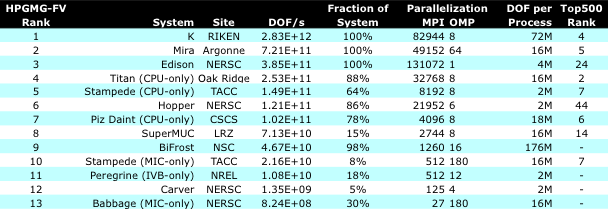 HPGMG-FV Fraction of Parallelization DOF per Top500
Rank System Site DOF/s System MPI OMP Process Rank
1 K RIKEN 2.83E+12 100% 82944 8 72M 4
2 Mira Argonne 7.21E+11 100% 49152 64 16M 5
3 Edison NERSC 3.85E+11 100% 131072 1 4M 24
4 Titan (CPU-only) Oak Ridge 2.53E+11 88% 32768 8 16M 2
5 Stampede (CPU-only) TACC 1.49E+11 64% 8192 8 2M 7
6 Hopper NERSC 1.21E+11 86% 21952 6 2M 44
7 Piz Daint (CPU-only) CSCS 1.02E+11 78% 4096 8 18M 6
8 SuperMUC LRZ 7.13E+10 15% 2744 8 16M 14
9 BiFrost NSC 4.67E+10 98% 1260 16 176M -
10 Stampede (MIC-only) TACC 2.16E+10 8% 512 180 16M 7
11 Peregrine (IVB-only) NREL 1.08E+10 18% 512 12 2M -
12 Carver NERSC 1.35E+09 5% 125 4 2M -
13 Babbage (MIC-only) NERSC 8.24E+08 30% 27 180 16M -